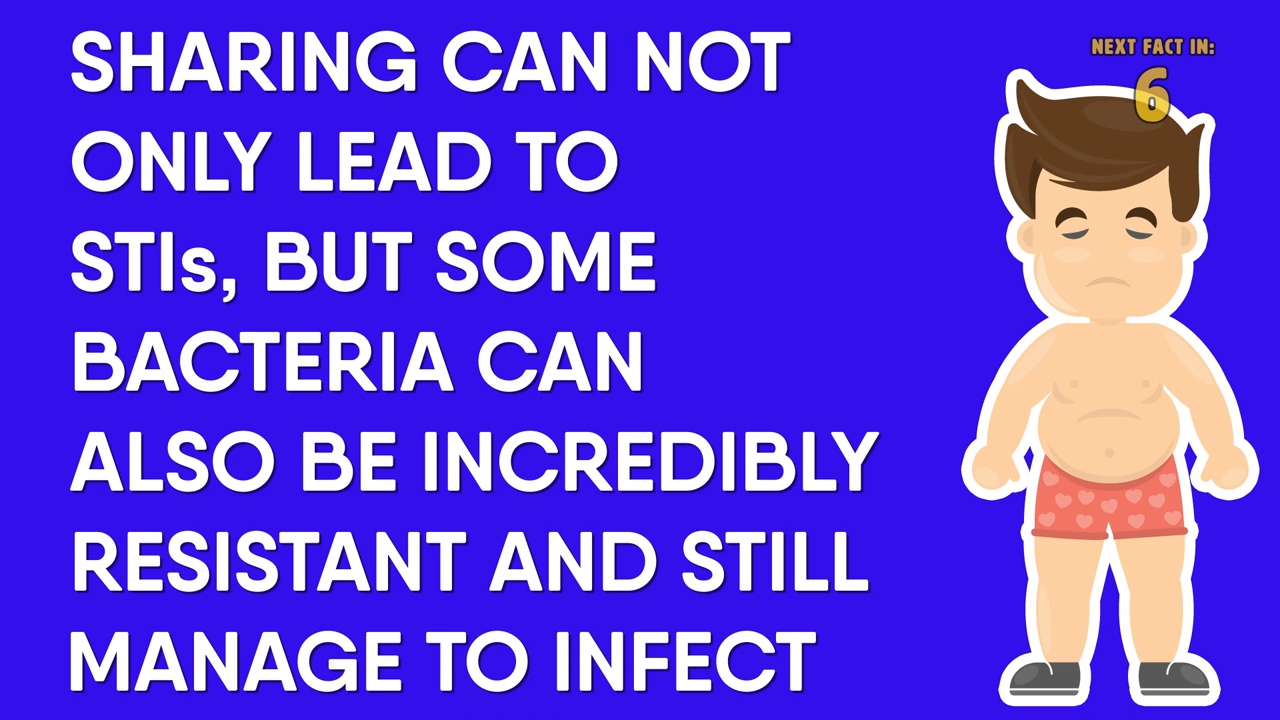 SHARING CAN NOT
ONLY LEAD TO
STIs, BUT SOME
BACTERIA CAN
ALSO BE INCREDIBLY
RESISTANT AND STILL
MANAGE TO INFECT
NEXT FACT IN:
6